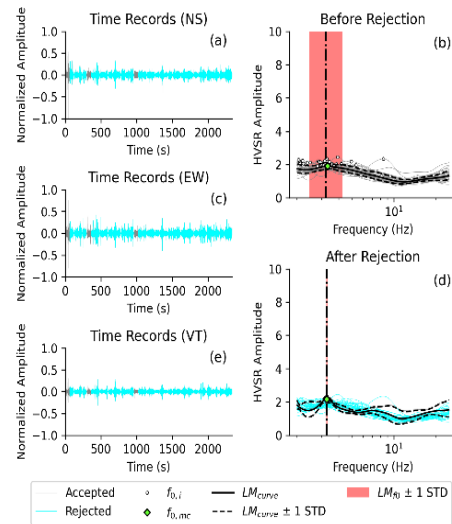 Time Records (NS)
Normalized Amplitude
1.0
0.5
0.0
−0.5
−1.0
(a)
0 500 1000 1500 2000
Time (s)
Before Rejection
HVSR Amplitude
10
8
6
4
2
0
(b)
10¹
Frequency (Hz)
Time Records (EW)
Normalized Amplitude
1.0
0.5
0.0
−0.5
−1.0
(c)
0 500 1000 1500 2000
Time (s)
After Rejection
HVSR Amplitude
10
8
6
4
2
0
(d)
10¹
Frequency (Hz)
Time Records (VT)
Normalized Amplitude
1.0
0.5
0.0
−0.5
−1.0
(e)
0 500 1000 1500 2000
Time (s)
Accepted f₀,ᵢ LM_curve LM_f0 ± 1 STD
Rejected f₀,mc LM_curve ± 1 STD